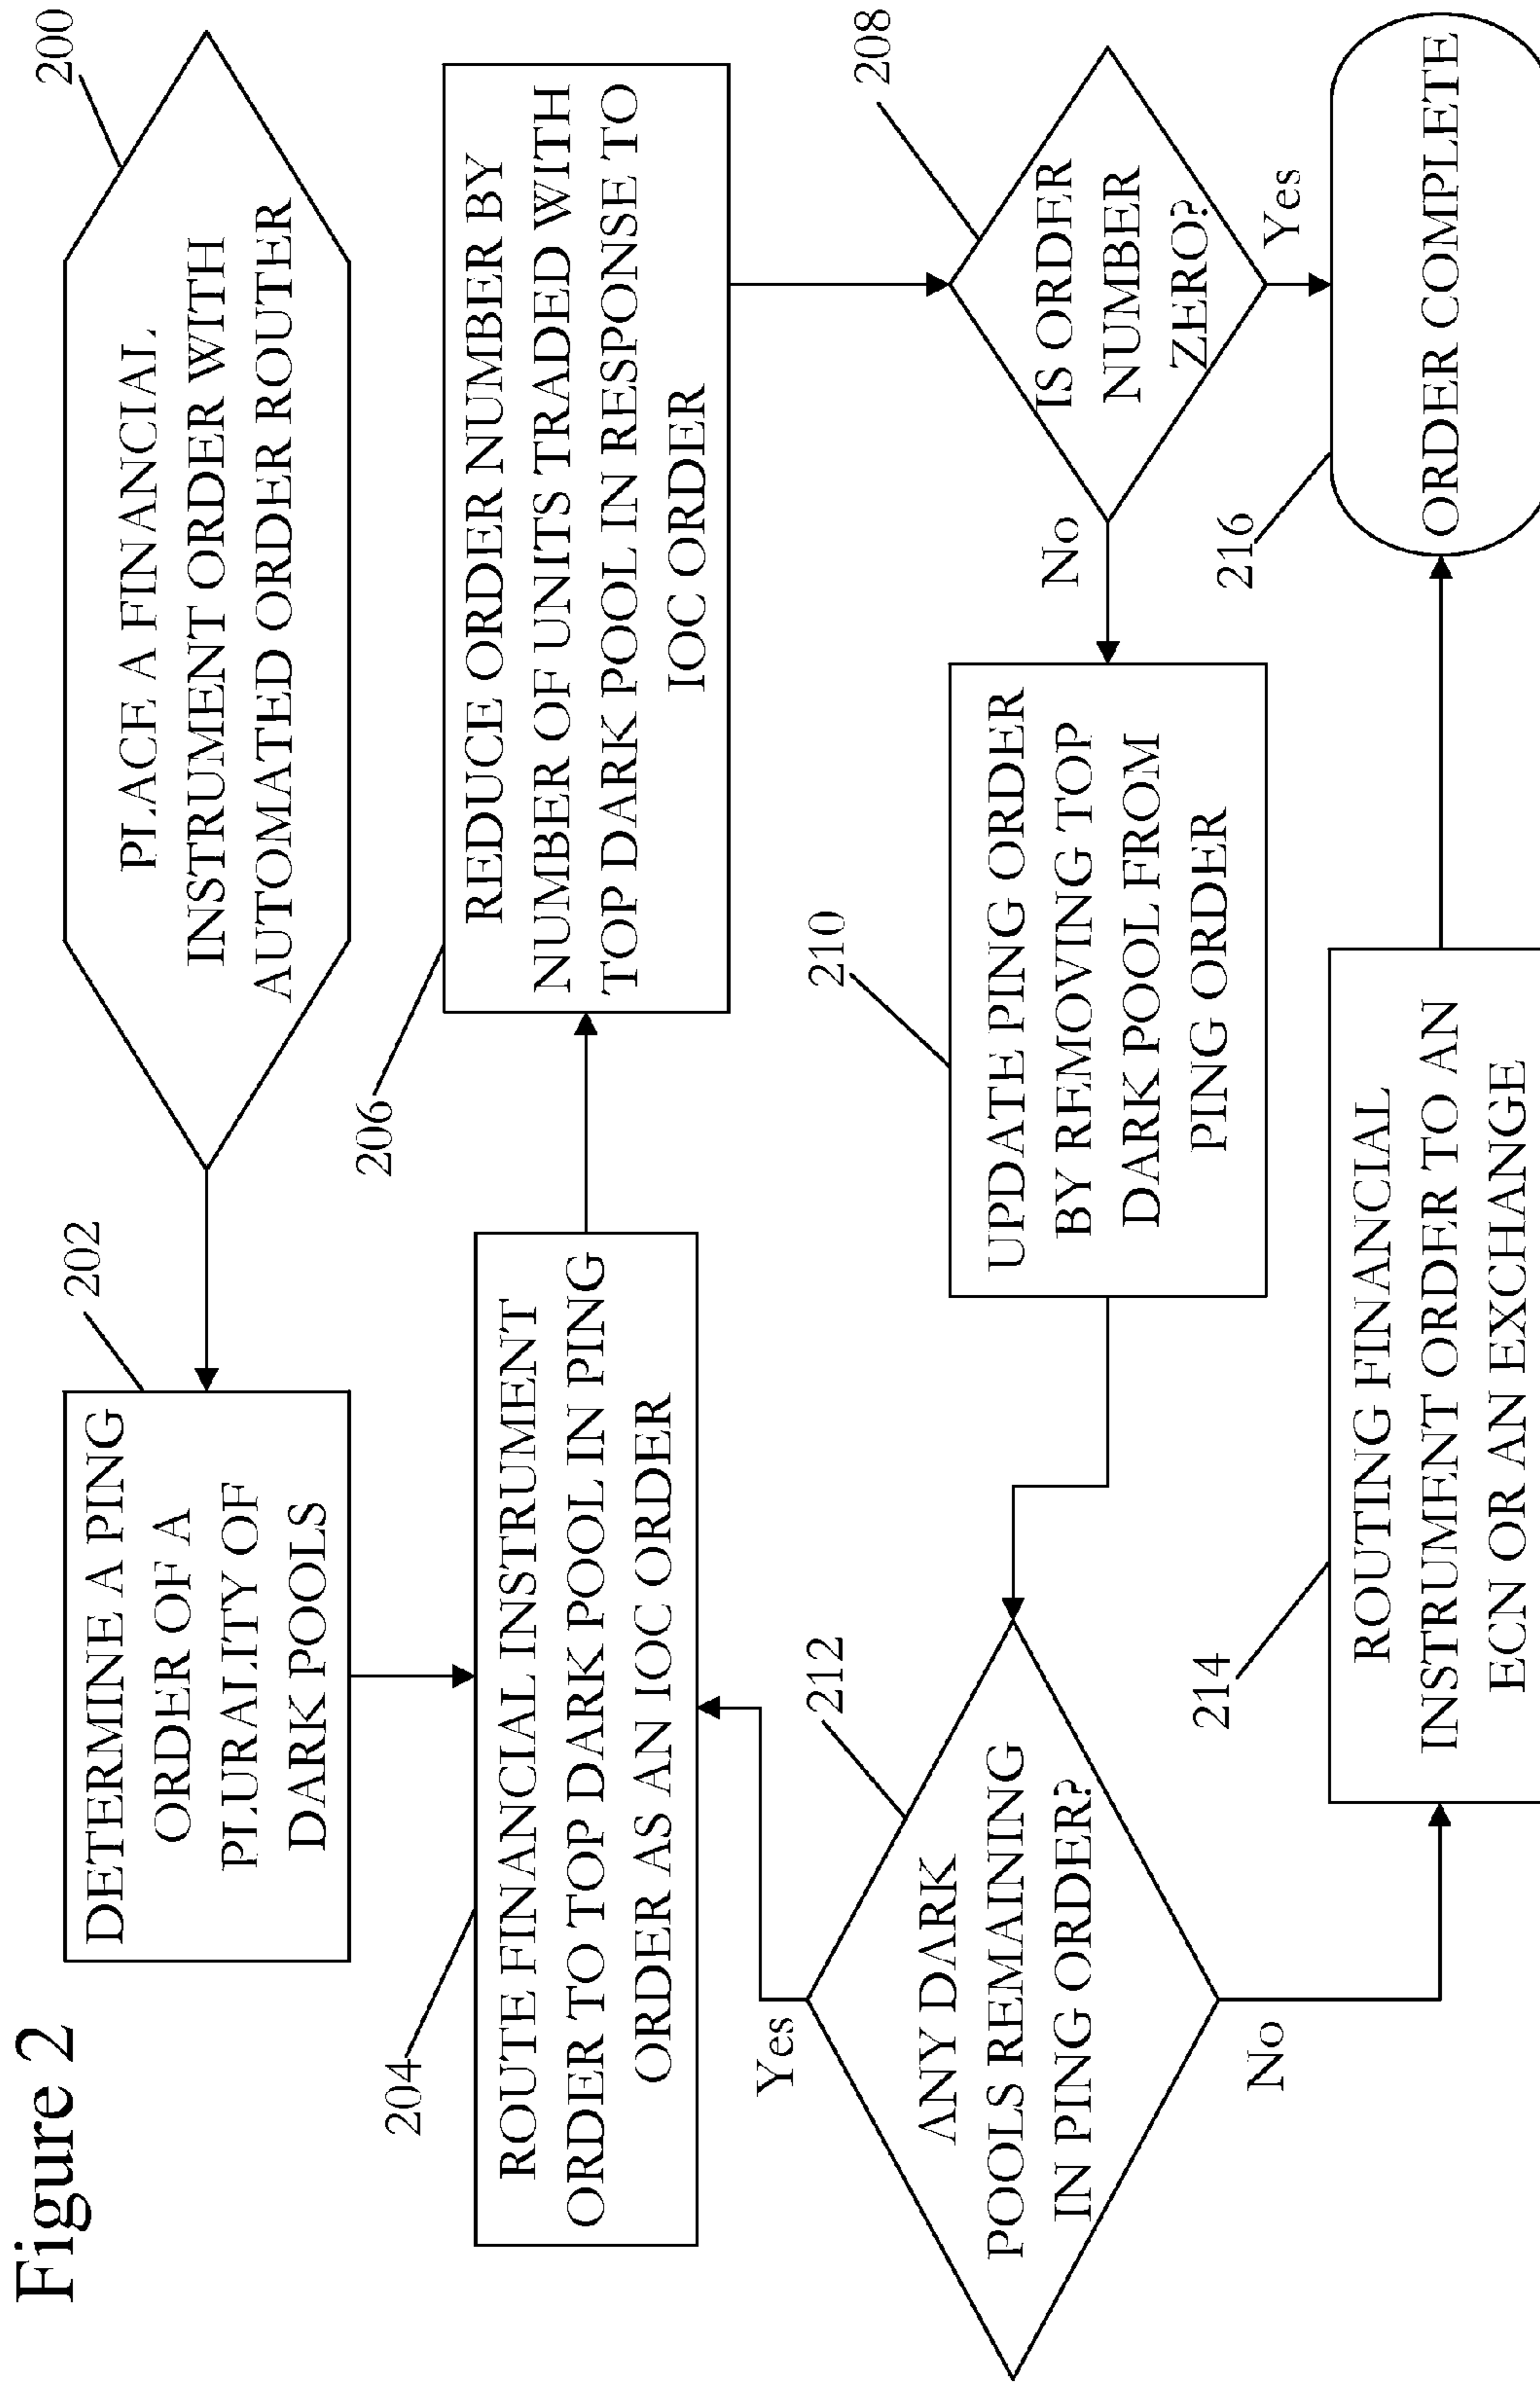 Figure 2
200
PLACE A FINANCIAL
INSTRUMENT ORDER WITH
AUTOMATED ORDER ROUTER
202
DETERMINE A PING
ORDER OF A
PLURALITY OF
DARK POOLS
204
ROUTE FINANCIAL INSTRUMENT
ORDER TO TOP DARK POOL IN PING
ORDER AS AN IOC ORDER
206
REDUCE ORDER NUMBER BY
NUMBER OF UNITS TRADED WITH
TOP DARK POOL IN RESPONSE TO
IOC ORDER
208
IS ORDER
NUMBER
ZERO?
No
Yes
210
UPDATE PING ORDER
BY REMOVING TOP
DARK POOL FROM
PING ORDER
212
ANY DARK
POOLS REMAINING
IN PING ORDER?
Yes
No
214
ROUTING FINANCIAL
INSTRUMENT ORDER TO AN
ECN OR AN EXCHANGE
216
ORDER COMPLETE